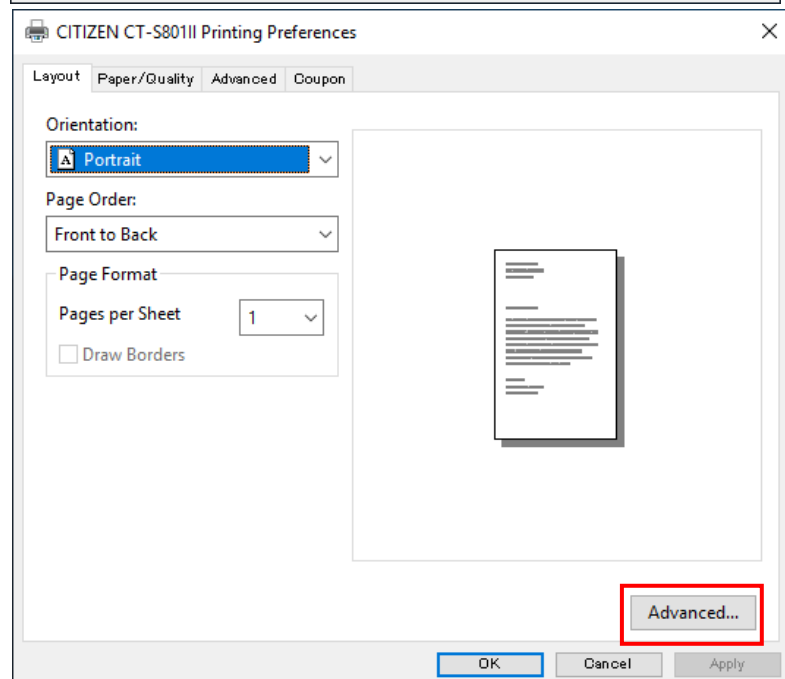 CITIZEN CT-S801II Printing Preferences
Layout Paper/Quality Advanced Coupon
Orientation:
A Portrait
Page Order:
Front to Back
Page Format
Pages per Sheet 1
Draw Borders
Advanced...
OK Cancel Apply